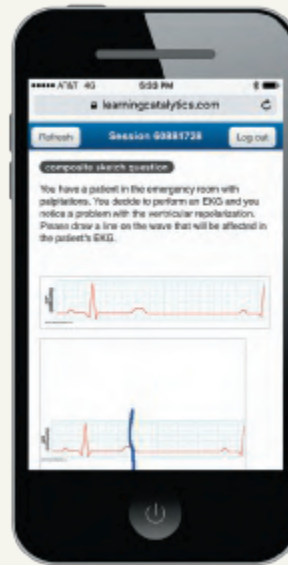 AT&T 4G 5:33 PM
learningcatalytics.com
Refresh Session 60881728 Log out
composite sketch question
You have a patient in the emergency room with
palpitations. You decide to perform an EKG and you
notice a problem with the ventricular repolarization.
Please draw a line on the wave that will be affected in
the patient's EKG.